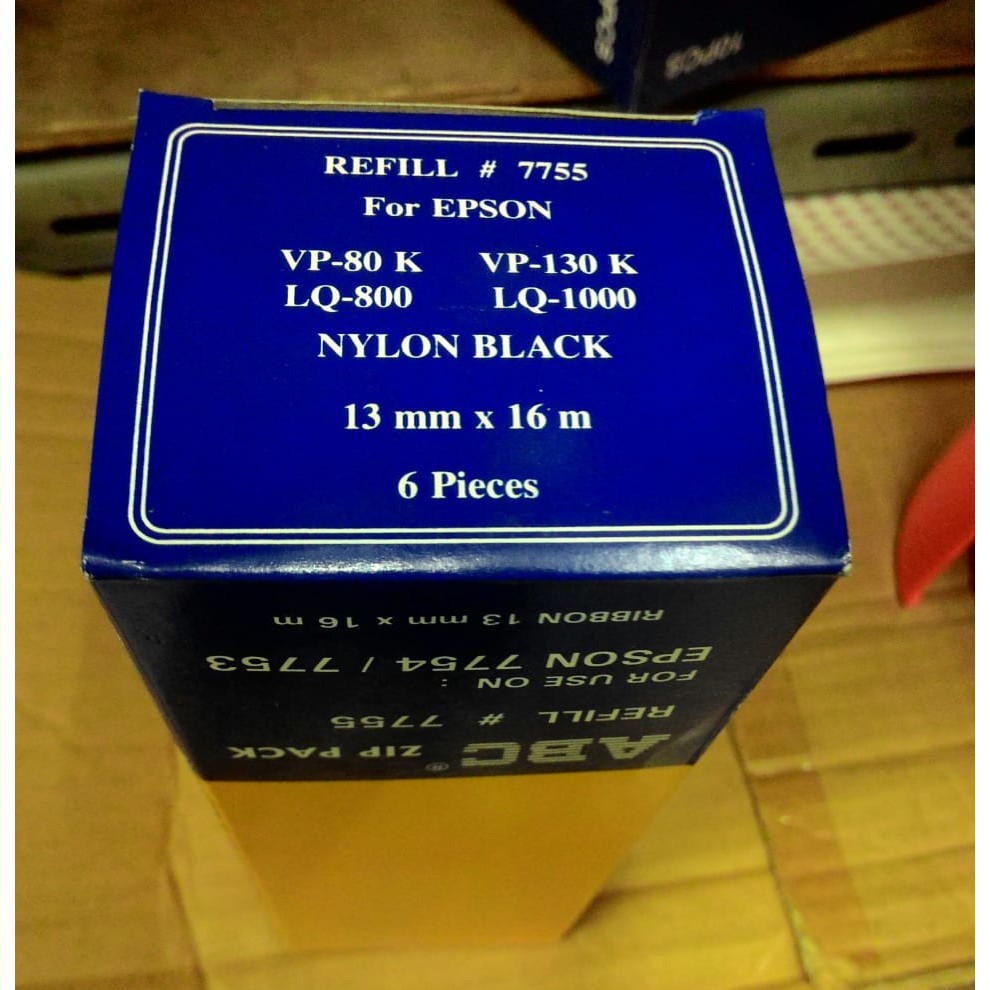 REFILL # 7755
For EPSON
VP-80 K VP-130 K
LQ-800 LQ-1000
NYLON BLACK
13 mm x 16 m
6 Pieces
ABC® ZIP PACK
REFILL # 7755
FOR USE ON :
EPSON 7754 / 7753
RIBBON 13 mm x 16 m